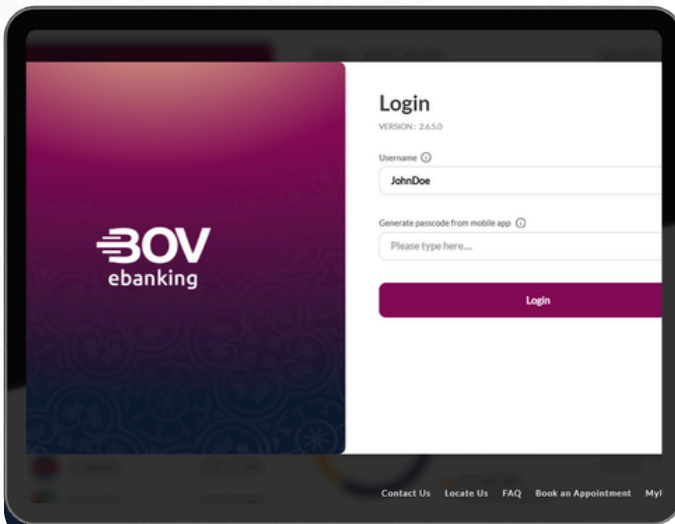 BOV
ebanking
Login
VERSION: 2.6.5.0
Username
JohnDoe
Generate passcode from mobile app
Please type here....
Login
Contact Us Locate Us FAQ Book an Appointment